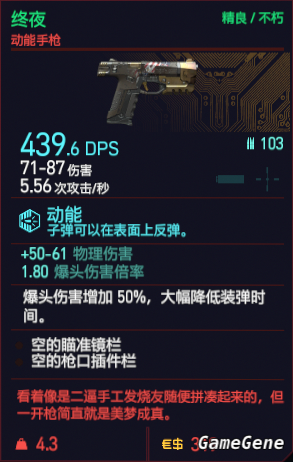 终夜
精良 / 不朽
动能手枪
439.6 DPS
103
71-87 伤害
5.56 次攻击/秒
动能
子弹可以在表面上反弹。
+50-61 物理伤害
1.80 爆头伤害倍率
爆头伤害增加 50%，大幅降低装弹时
间。
空的瞄准镜栏
空的枪口插件栏
看着像是二逼手工发烧友随便拼凑起来的，但
一开枪简直就是美梦成真。
4.3
€$
GameGene